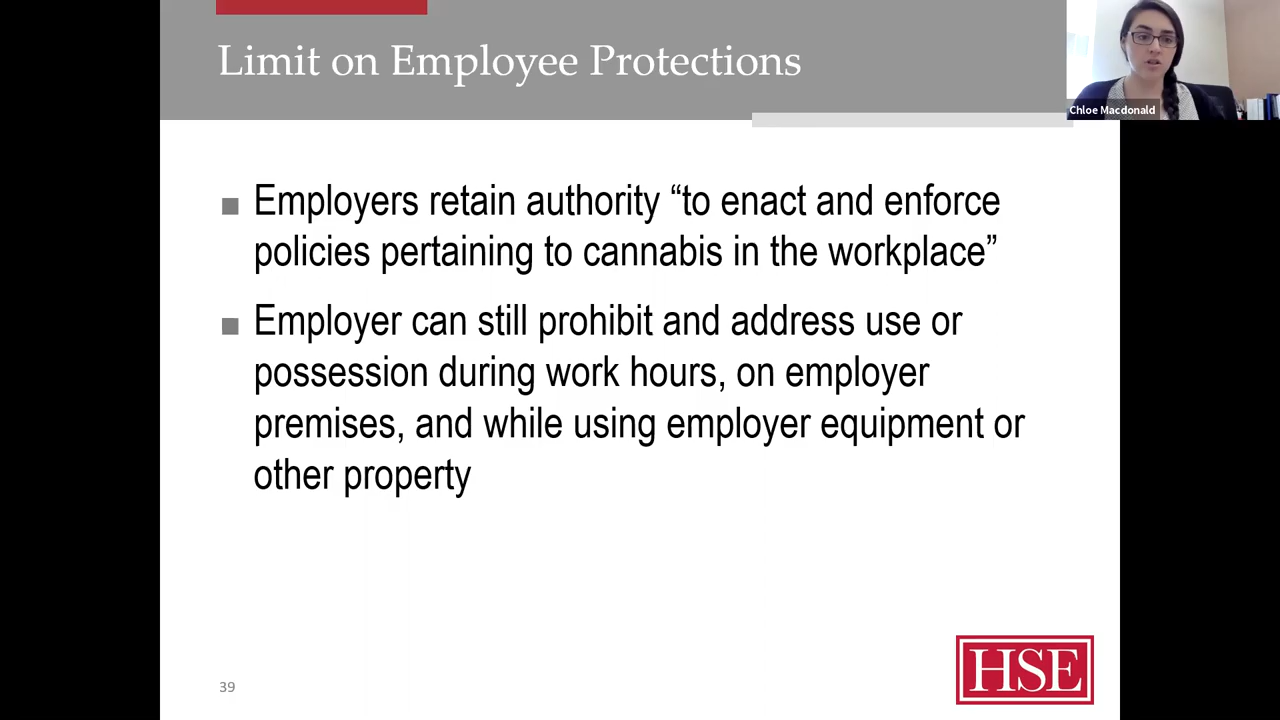 Limit on Employee Protections
Chloe Macdonald
■ Employers retain authority “to enact and enforce
policies pertaining to cannabis in the workplace”
■ Employer can still prohibit and address use or
possession during work hours, on employer
premises, and while using employer equipment or
other property
39
HSE